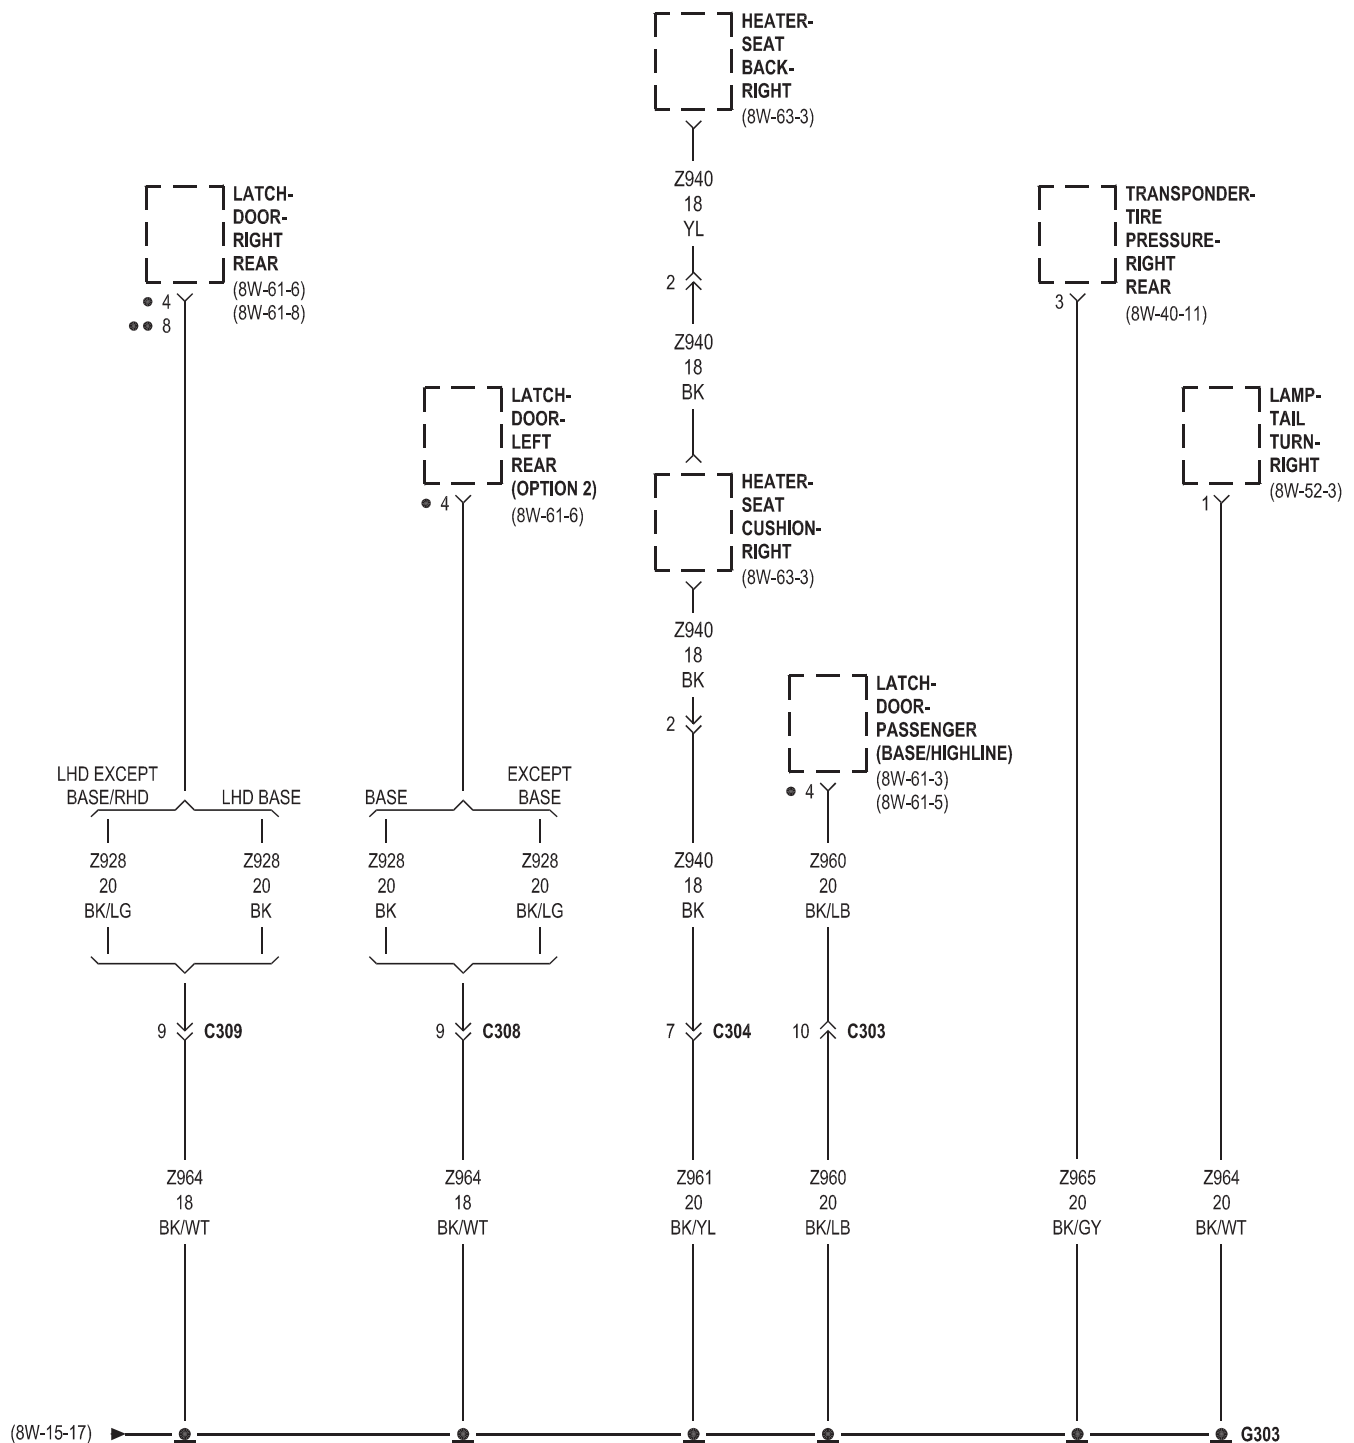 HEATER-
SEAT
BACK-
RIGHT
(8W-63-3)
Z940
18
YL
2
Z940
18
BK
LATCH-
DOOR-
RIGHT
REAR
(8W-61-6)
(8W-61-8)
4
8
TRANSPONDER-
TIRE
PRESSURE-
RIGHT
REAR
(8W-40-11)
3
LATCH-
DOOR-
LEFT
REAR
(OPTION 2)
(8W-61-6)
4
HEATER-
SEAT
CUSHION-
RIGHT
(8W-63-3)
Z940
18
BK
2
LAMP-
TAIL
TURN-
RIGHT
(8W-52-3)
1
LATCH-
DOOR-
PASSENGER
(BASE/HIGHLINE)
(8W-61-3)
(8W-61-5)
4
LHD EXCEPT
BASE/RHD
LHD BASE
BASE
EXCEPT
BASE
Z928
20
BK/LG
Z928
20
BK
Z928
20
BK
Z928
20
BK/LG
Z940
18
BK
Z960
20
BK/LB
9 C309
9 C308
7 C304
10 C303
Z964
18
BK/WT
Z964
18
BK/WT
Z961
20
BK/YL
Z960
20
BK/LB
Z965
20
BK/GY
Z964
20
BK/WT
(8W-15-17)
G303